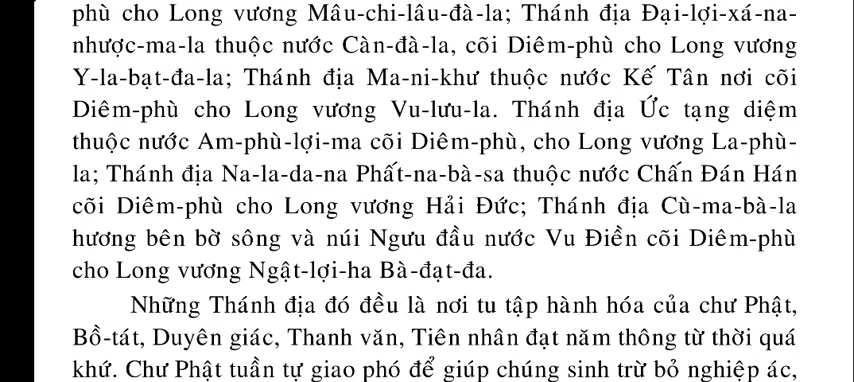 phù cho Long vương Mâu-chi-lâu-đà-la; Thánh địa Đại-lợi-xá-na-
nhược-ma-la thuộc nước Càn-đà-la, cõi Diêm-phù cho Long vương
Y-la-bạt-đa-la; Thánh địa Ma-ni-khư thuộc nước Kế Tân nơi cõi
Diêm-phù cho Long vương Vu-lưu-la. Thánh địa Ức tạng diệm
thuộc nước Am-phù-lợi-ma cõi Diêm-phù, cho Long vương La-phù-
la; Thánh địa Na-la-da-na Phất-na-bà-sa thuộc nước Chấn Đán Hán
cõi Diêm-phù cho Long vương Hải Đức; Thánh địa Cù-ma-bà-la
hương bên bờ sông và núi Ngưu đầu nước Vu Điền cõi Diêm-phù
cho Long vương Ngật-lợi-ha Bà-đạt-đa.
Những Thánh địa đó đều là nơi tu tập hành hóa của chư Phật,
Bồ-tát, Duyên giác, Thanh văn, Tiên nhân đạt năm thông từ thời quá
khứ. Chư Phật tuần tự giao phó để giúp chúng sinh trừ bỏ nghiệp ác,